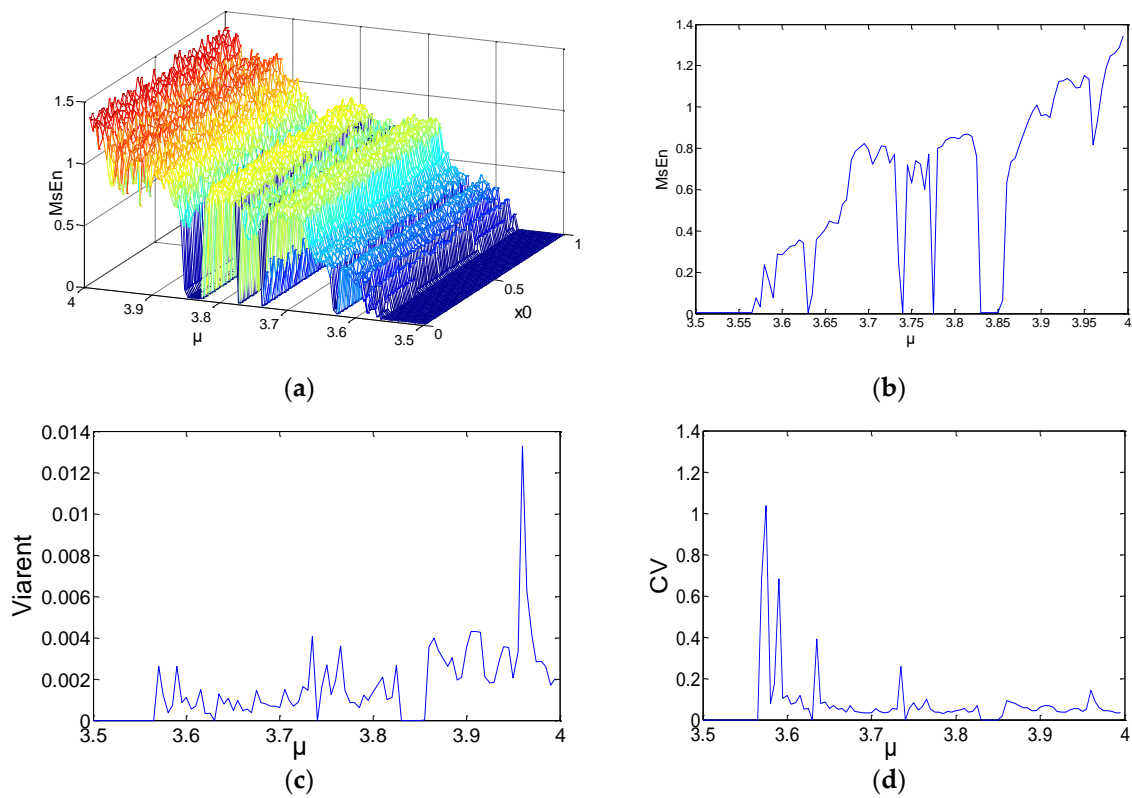 1.5
1
0.5
0
MsEn
4
3.9
3.8
3.7
3.6
3.5
µ
0
0.5
1
x0
(a)
1.4
1.2
1
0.8
0.6
0.4
0.2
0
MsEn
3.5 3.55 3.6 3.65 3.7 3.75 3.8 3.85 3.9 3.95 4
µ
(b)
0.014
0.012
0.01
0.008
0.006
0.004
0.002
0
Viarent
3.5 3.6 3.7 3.8 3.9 4
µ
(c)
1.4
1.2
1
0.8
0.6
0.4
0.2
0
CV
3.5 3.6 3.7 3.8 3.9 4
µ
(d)